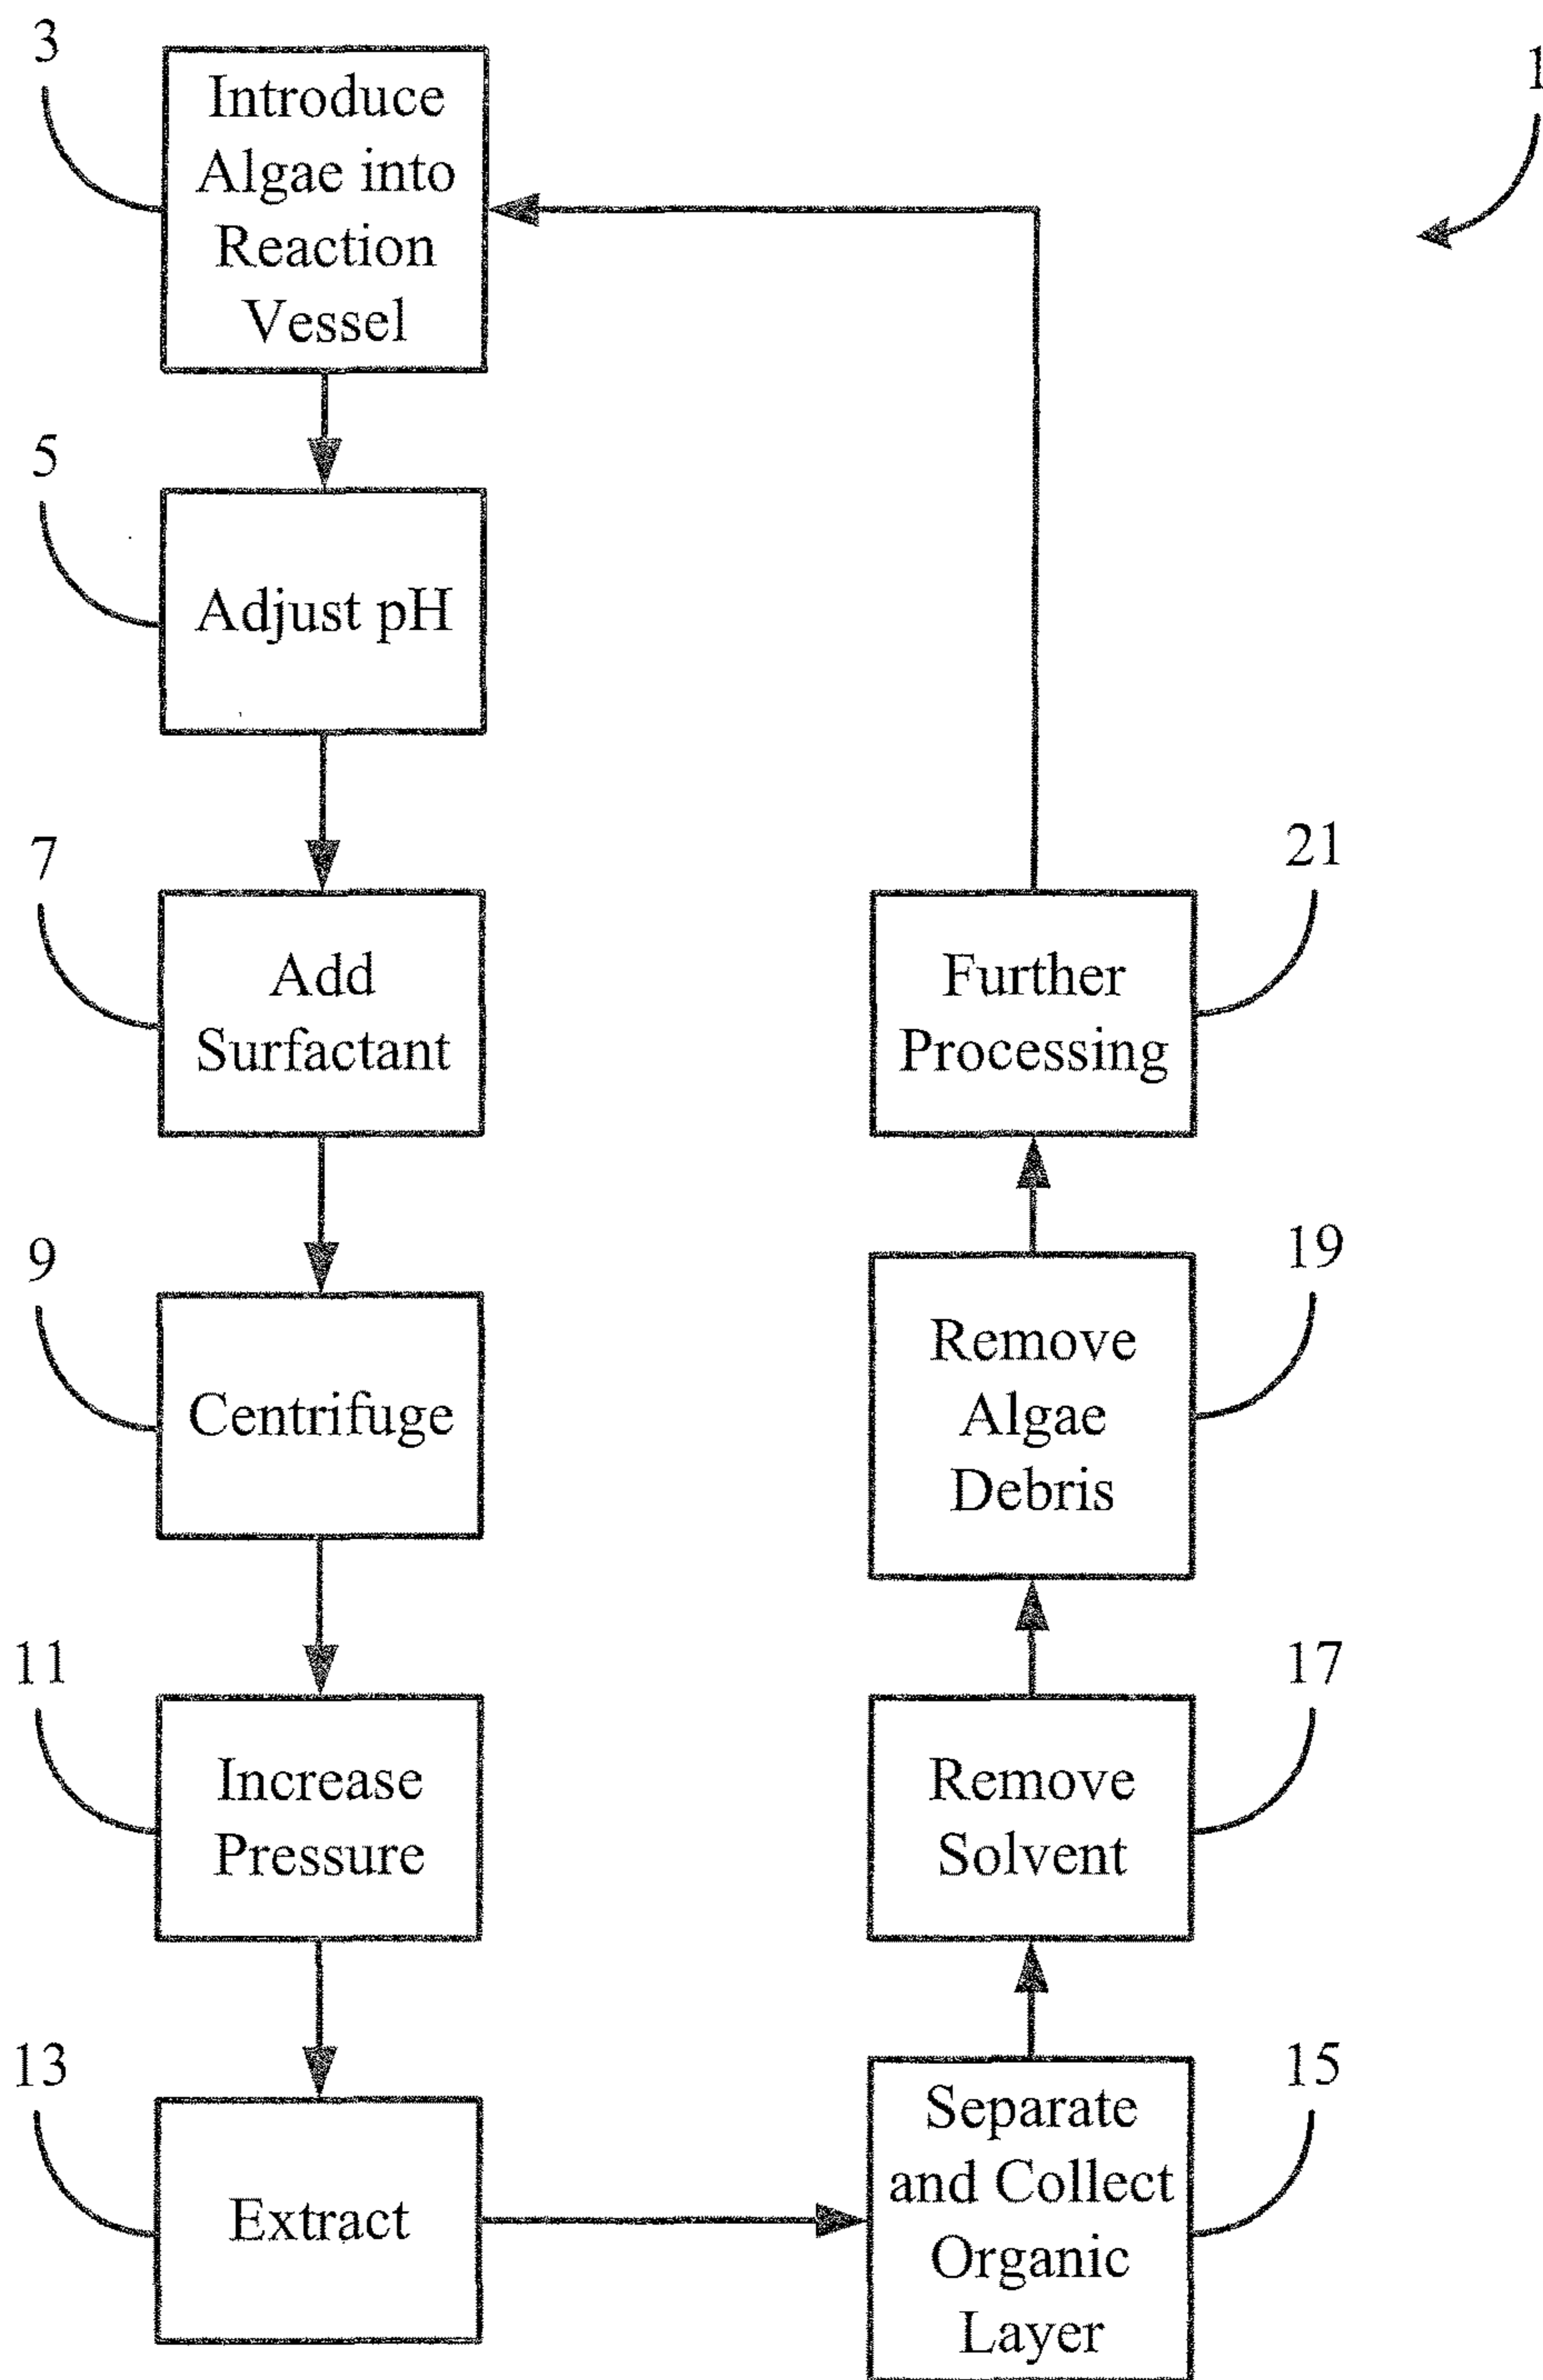 3
Introduce
Algae into
Reaction
Vessel
1
5
Adjust pH
7
Add
Surfactant
9
Centrifuge
11
Increase
Pressure
13
Extract
Separate
and Collect
Organic
Layer
15
Remove
Solvent
17
Remove
Algae
Debris
19
Further
Processing
21